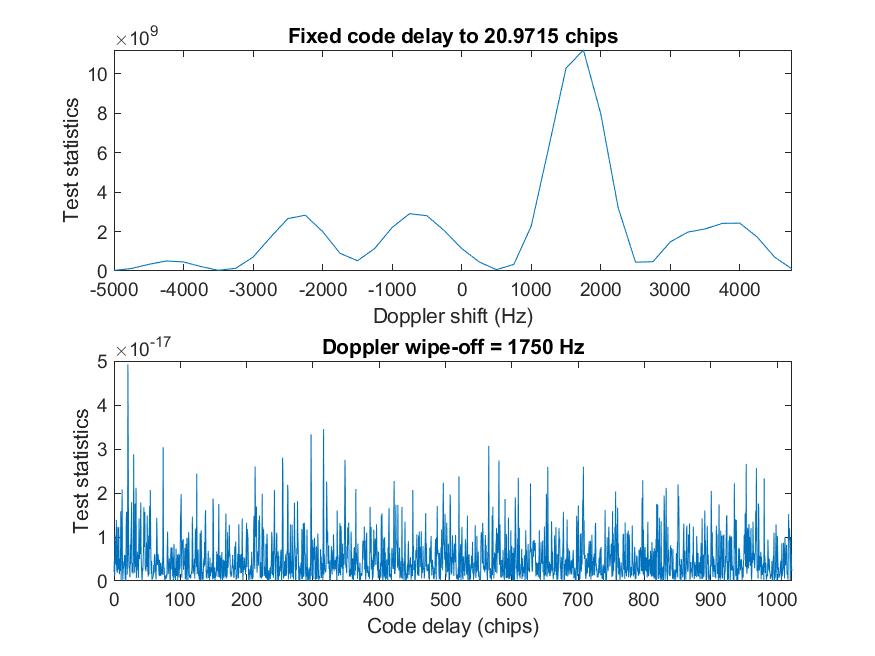 ×10⁹
Fixed code delay to 20.9715 chips
Test statistics
10
8
6
4
2
0
-5000 -4000 -3000 -2000 -1000 0 1000 2000 3000 4000
Doppler shift (Hz)
×10⁻¹⁷
Doppler wipe-off = 1750 Hz
Test statistics
5
4
3
2
1
0
0 100 200 300 400 500 600 700 800 900 1000
Code delay (chips)